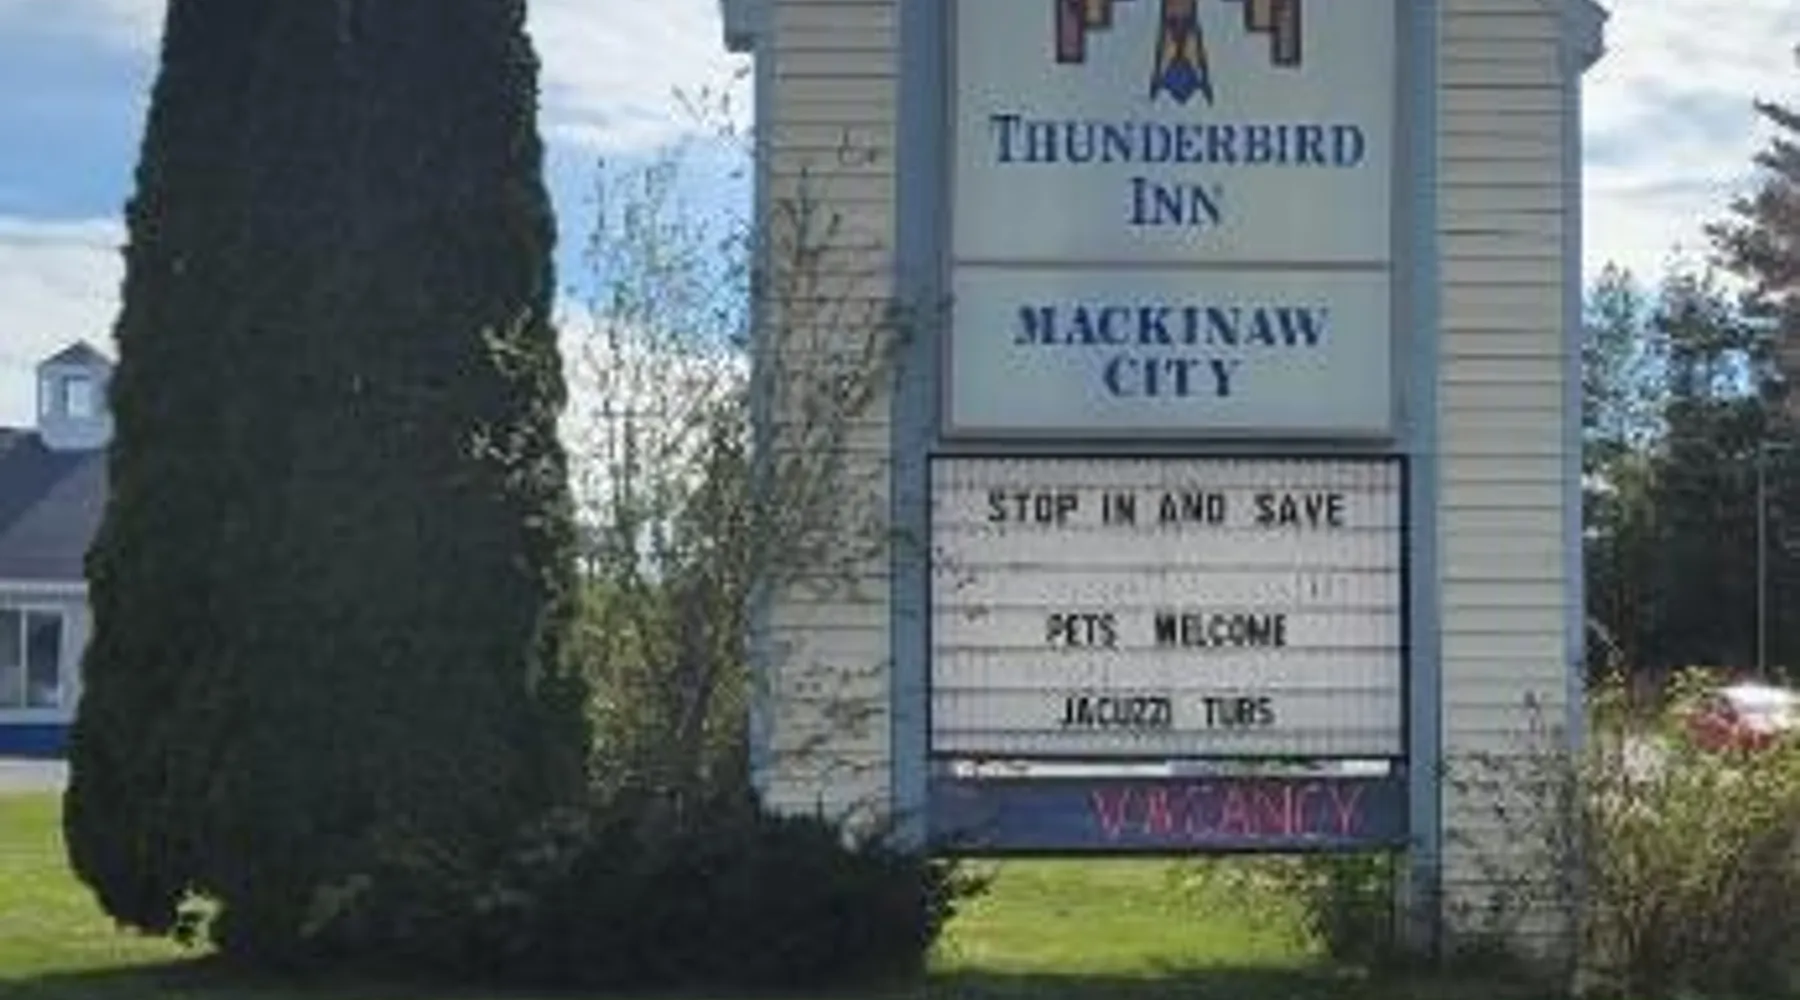 THUNDERBIRD
INN
MACKINAW
CITY
STOP IN AND SAVE
PETS WELCOME
JACUZZI TUBS
VACANCY